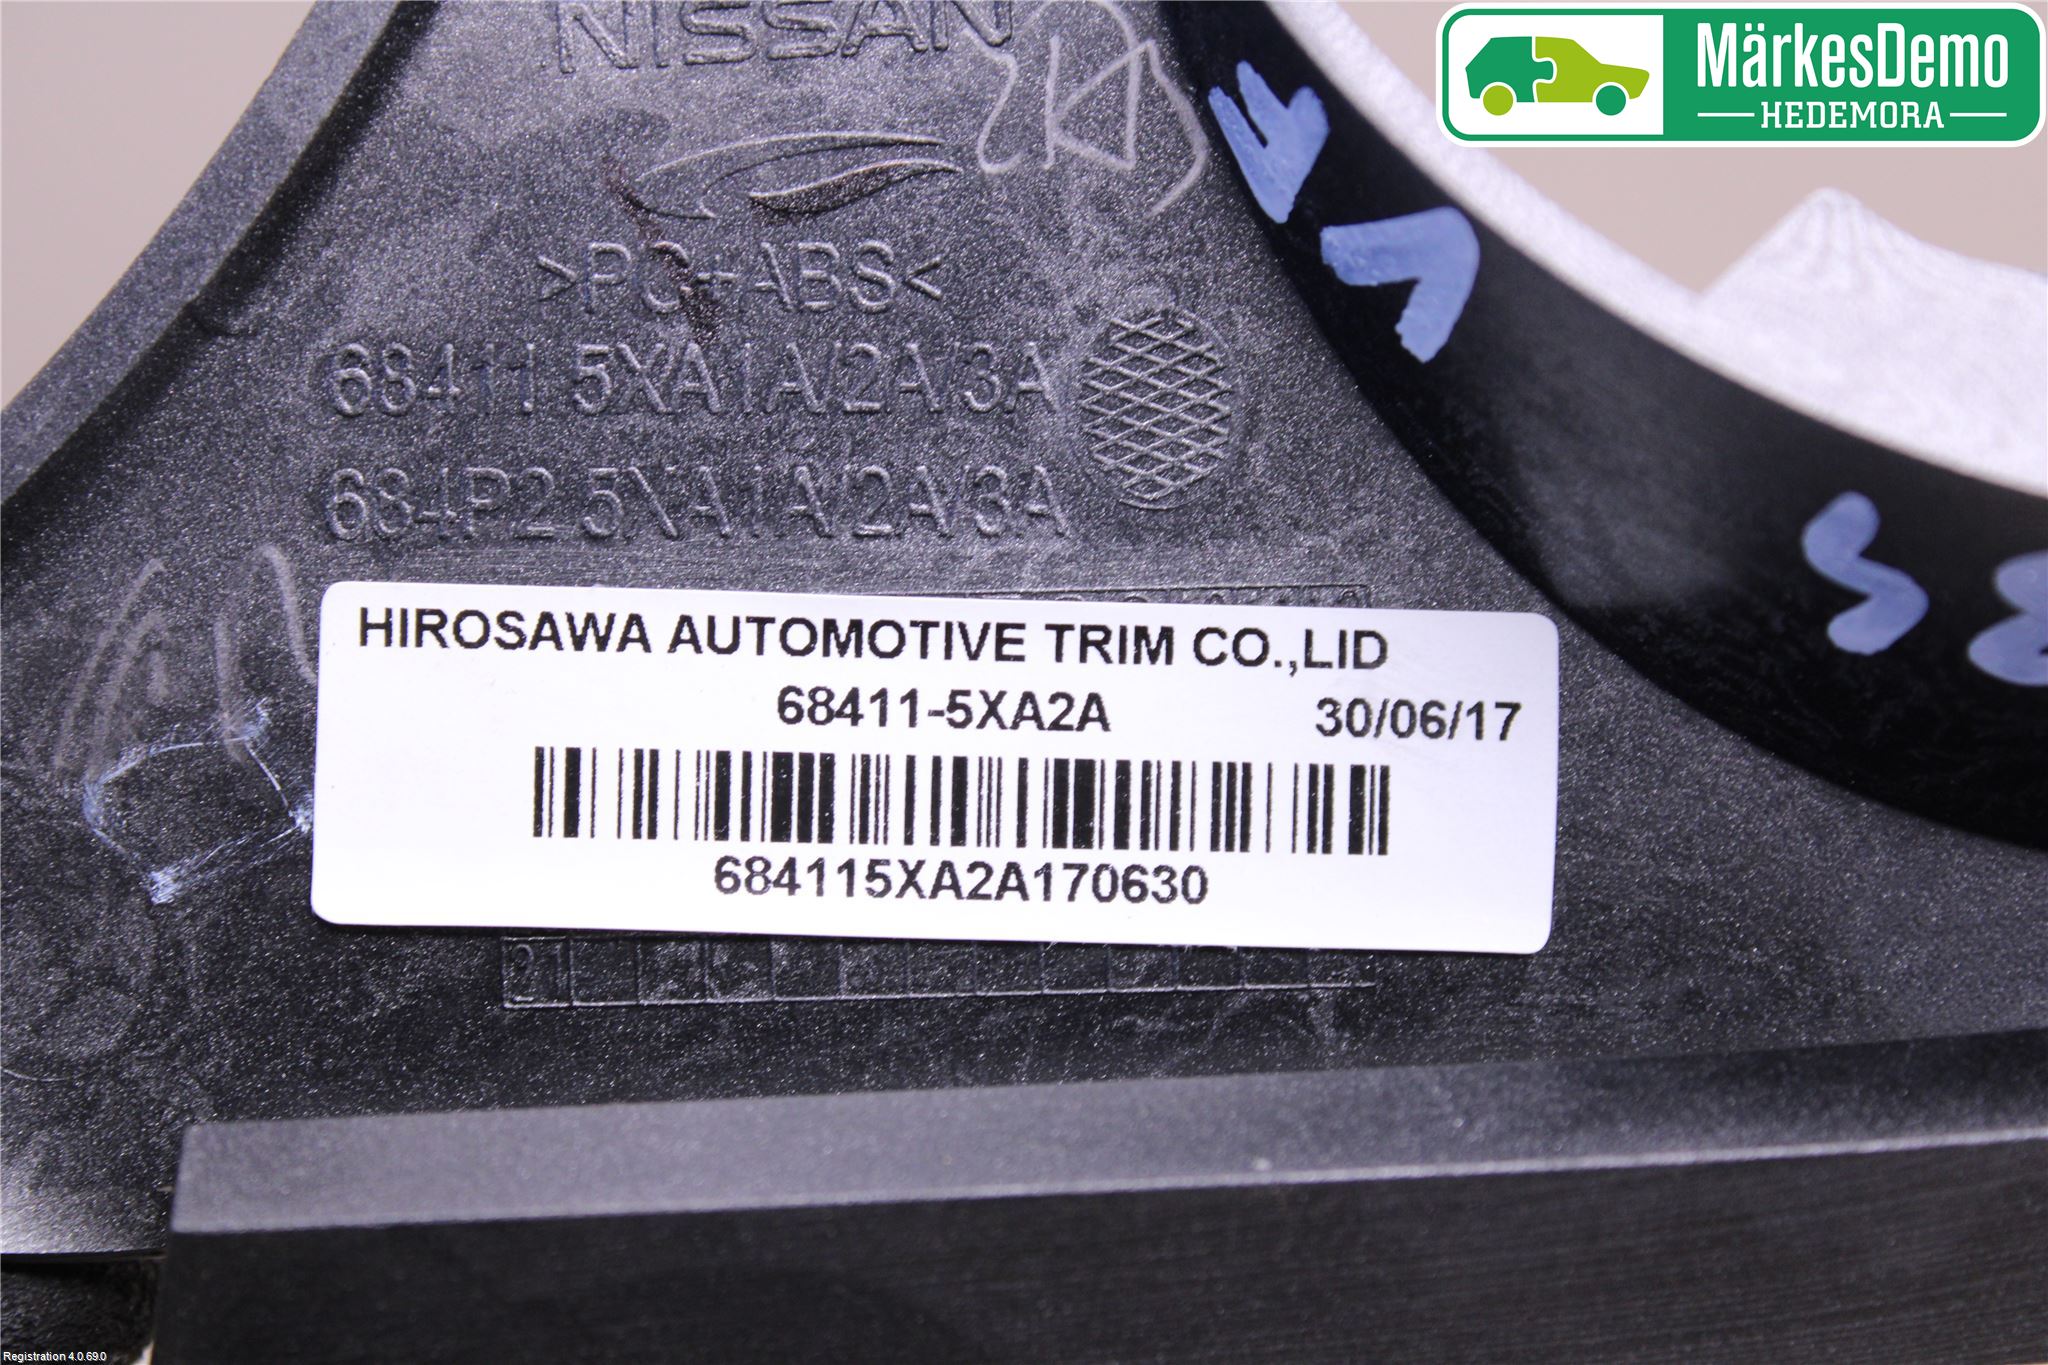 NISSAN
MärkesDemo
HEDEMORA
>PC+ABS<
68411 5XA1A/2A/3A
684P2 5XA1A/2A/3A
HIROSAWA AUTOMOTIVE TRIM CO.,LID
68411-5XA2A 30/06/17
684115XA2A170630
21
Registration 4.0.69.0